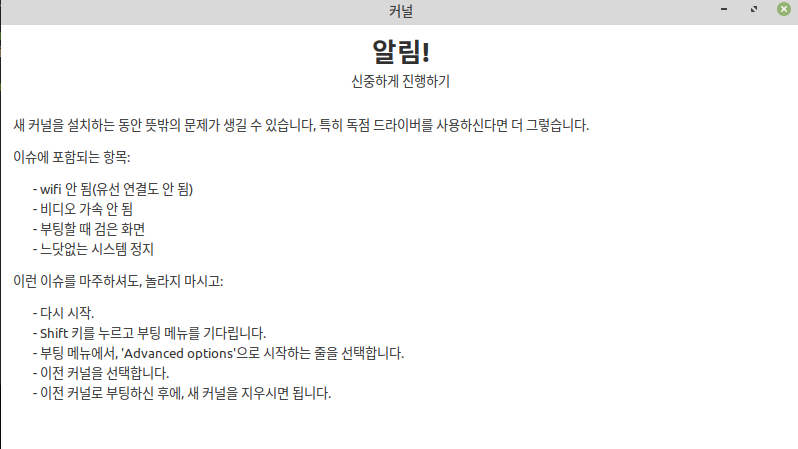 커널
알림!
신중하게 진행하기
새 커널을 설치하는 동안 뜻밖의 문제가 생길 수 있습니다, 특히 독점 드라이버를 사용하신다면 더 그렇습니다.
이슈에 포함되는 항목:
- wifi 안 됨(유선 연결도 안 됨)
- 비디오 가속 안 됨
- 부팅할 때 검은 화면
- 느닷없는 시스템 정지
이런 이슈를 마주하셔도, 놀라지 마시고:
- 다시 시작.
- Shift 키를 누르고 부팅 메뉴를 기다립니다.
- 부팅 메뉴에서, 'Advanced options'으로 시작하는 줄을 선택합니다.
- 이전 커널을 선택합니다.
- 이전 커널로 부팅하신 후에, 새 커널을 지우시면 됩니다.